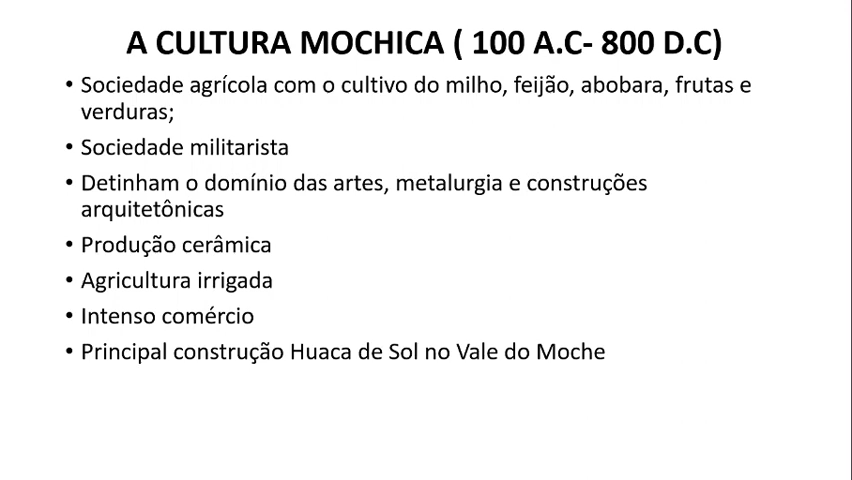 A CULTURA MOCHICA ( 100 A.C- 800 D.C)
• Sociedade agrícola com o cultivo do milho, feijão, abobara, frutas e
verduras;
• Sociedade militarista
• Detinham o domínio das artes, metalurgia e construções
arquitetônicas
• Produção cerâmica
• Agricultura irrigada
• Intenso comércio
• Principal construção Huaca de Sol no Vale do Moche